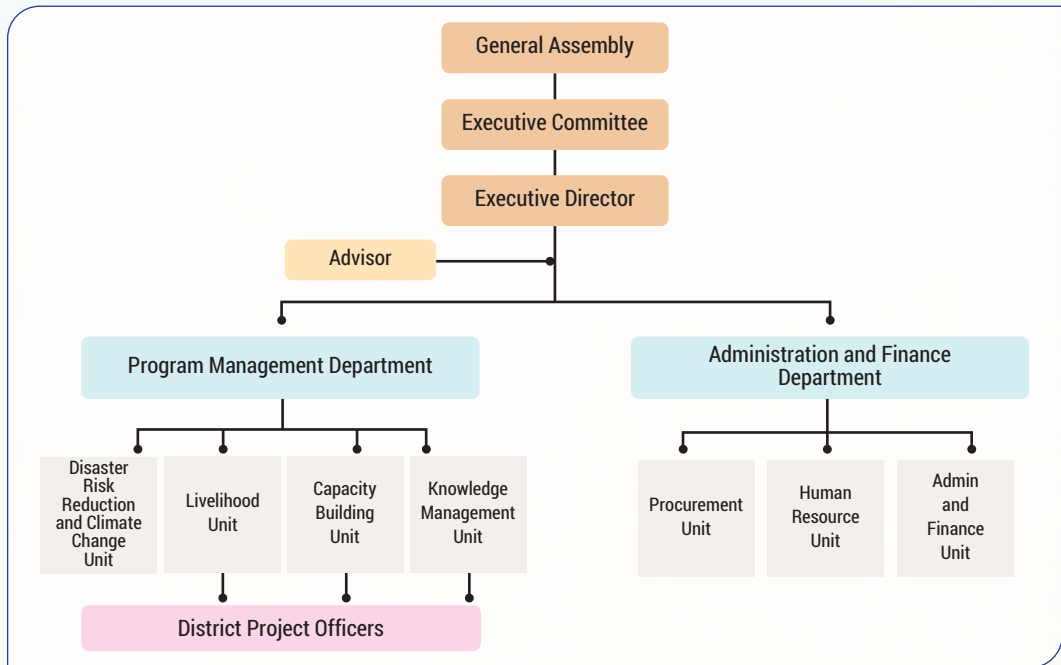 General Assembly
Executive Committee
Executive Director
Advisor
Program Management Department
Administration and Finance
Department
Disaster
Risk
Reduction
and Climate
Change
Unit
Livelihood
Unit
Capacity
Building
Unit
Knowledge
Management
Unit
Procurement
Unit
Human
Resource
Unit
Admin
and
Finance
Unit
District Project Officers